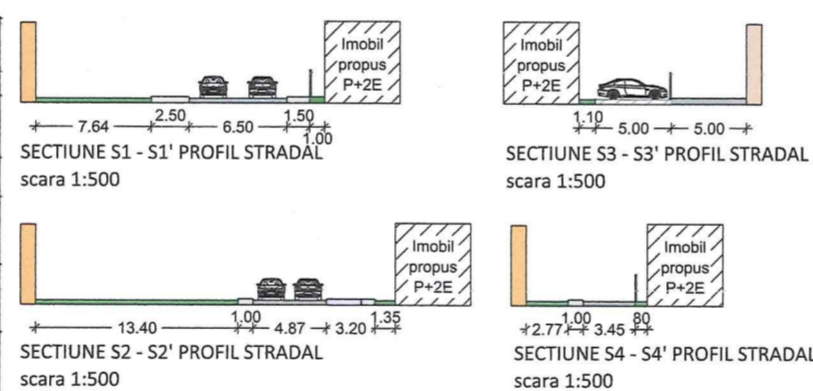 Imobil
propus
P+2E
7.64 2.50 6.50 1.50 1.00
SECTIUNE S1 - S1' PROFIL STRADAL
scara 1:500
Imobil
propus
P+2E
1.10 5.00 5.00
SECTIUNE S3 - S3' PROFIL STRADAL
scara 1:500
Imobil
propus
P+2E
13.40 1.00 4.87 3.20 1.35
SECTIUNE S2 - S2' PROFIL STRADAL
scara 1:500
Imobil
propus
P+2E
2.77 1.00 3.45 80
SECTIUNE S4 - S4' PROFIL STRADAL
scara 1:500